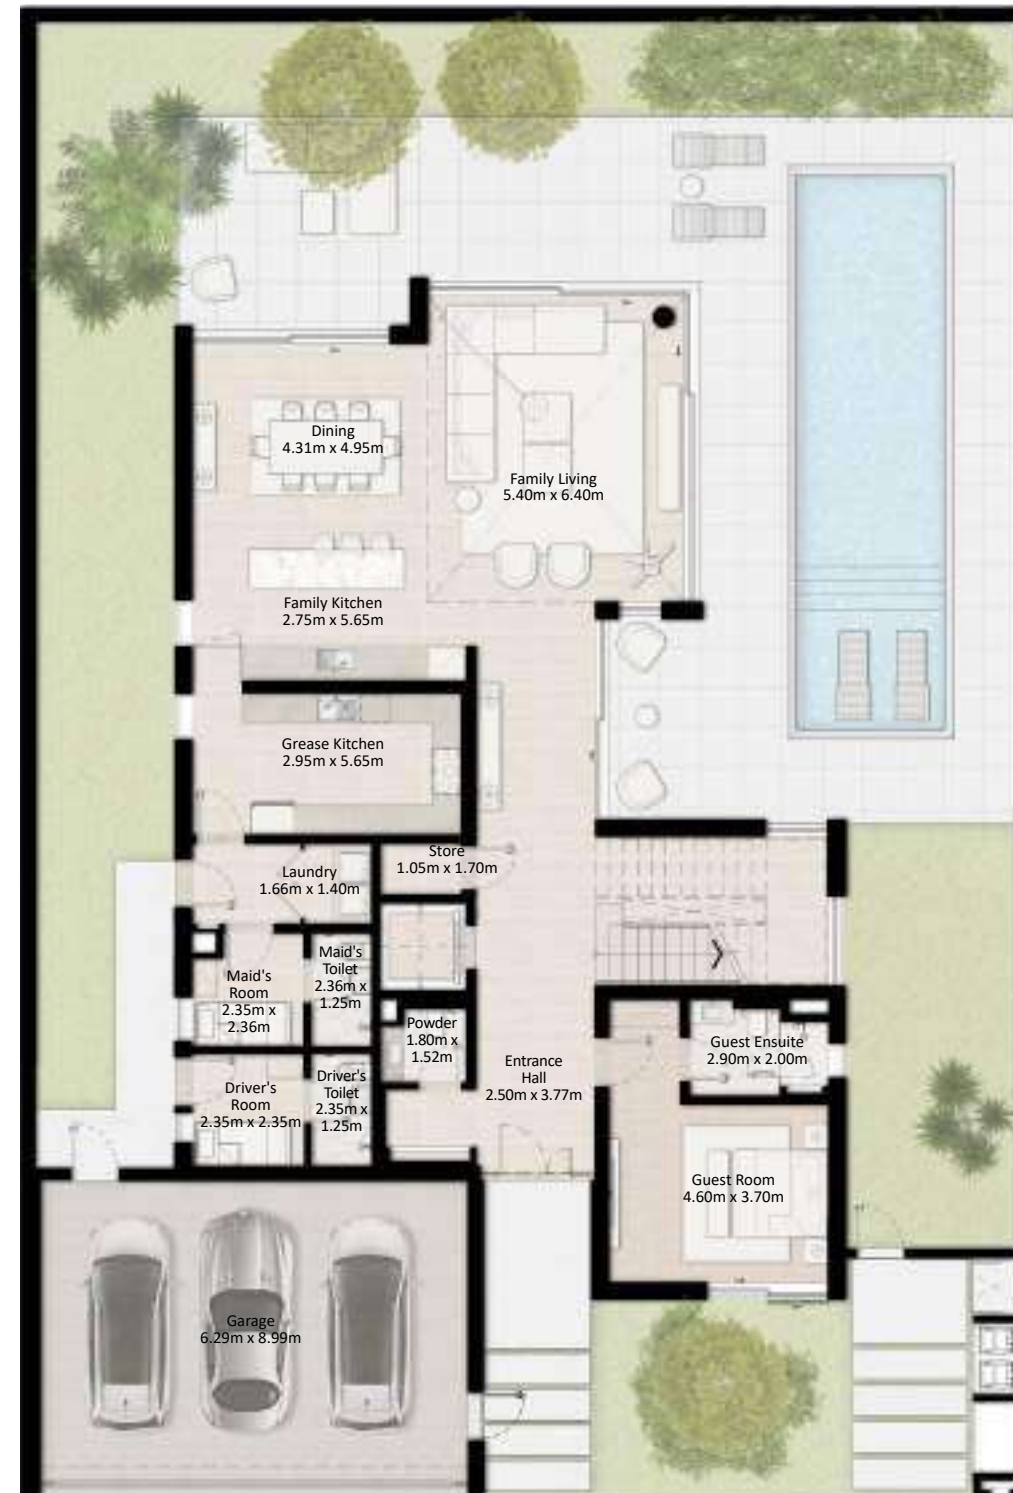 Dining
4.31m x 4.95m
Family Living
5.40m x 6.40m
Family Kitchen
2.75m x 5.65m
Grease Kitchen
2.95m x 5.65m
Store
1.05m x 1.70m
Laundry
1.66m x 1.40m
Maid's
Toilet
2.36m x
1.25m
Maid's
Room
2.35m x
2.36m
Powder
1.80m x
1.52m
Guest Ensuite
2.90m x 2.00m
Entrance
Hall
2.50m x 3.77m
Driver's
Toilet
2.35m x
1.25m
Driver's
Room
2.35m x 2.35m
Guest Room
4.60m x 3.70m
Garage
6.29m x 8.99m